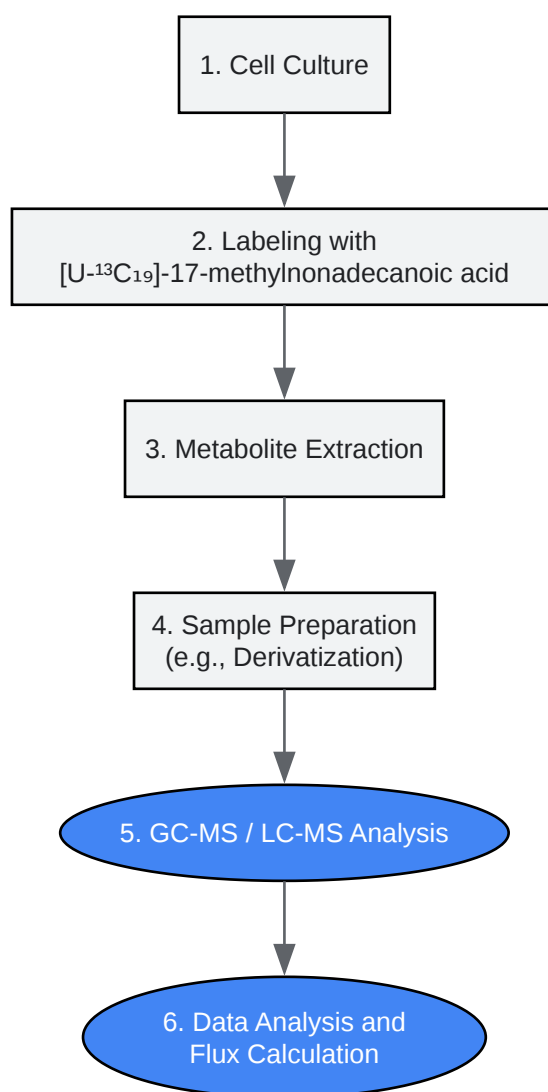 1. Cell Culture
2. Labeling with
[U-¹³C₁₉]-17-methylnonadecanoic acid
3. Metabolite Extraction
4. Sample Preparation
(e.g., Derivatization)
5. GC-MS / LC-MS Analysis
6. Data Analysis and
Flux Calculation